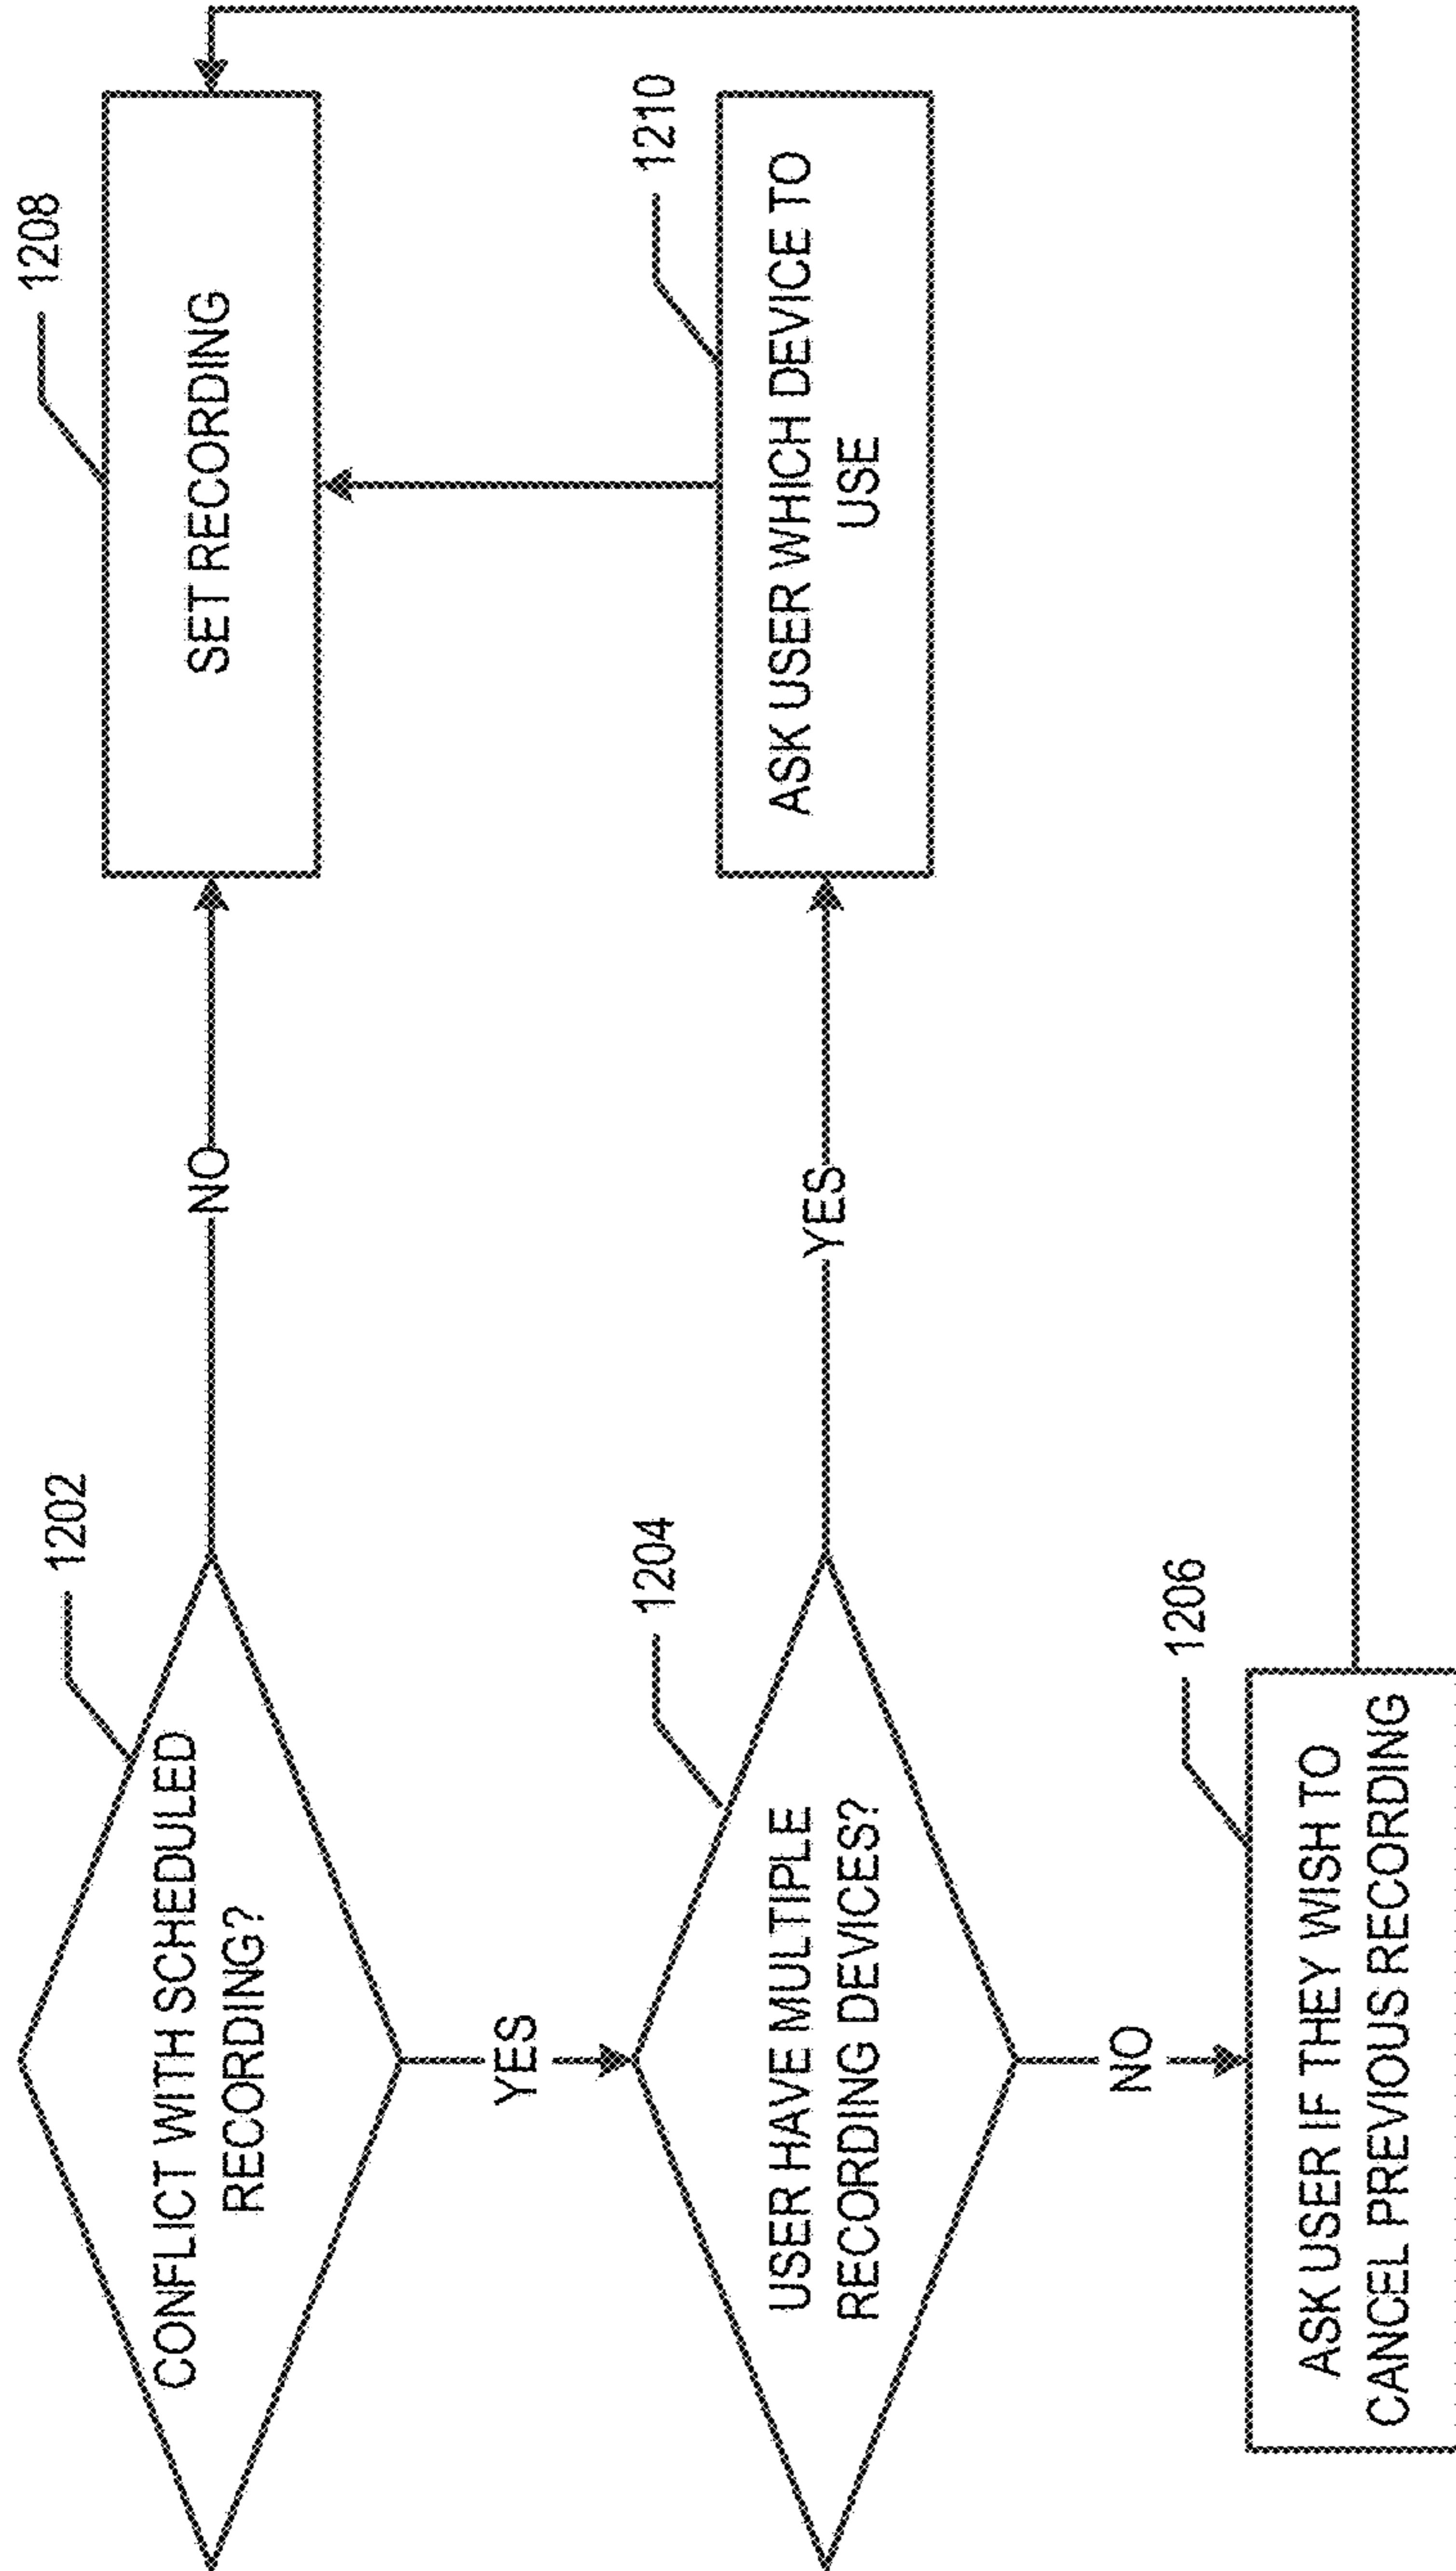 1202
CONFLICT WITH SCHEDULED
RECORDING?
NO
1208
SET RECORDING
YES
1204
USER HAVE MULTIPLE
RECORDING DEVICES?
YES
1210
ASK USER WHICH DEVICE TO
USE
NO
1206
ASK USER IF THEY WISH TO
CANCEL PREVIOUS RECORDING